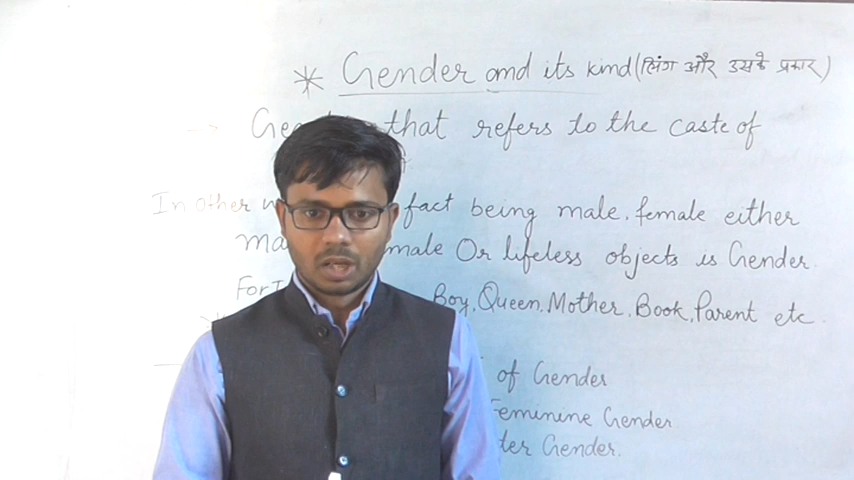 * Gender and its kind (लिंग और उसके प्रकार)
→ that refers to the caste of
In other fact being male, female either
male Or lifeless objects is Gender.
For Boy, Queen, Mother, Book, Parent etc.
of Gender
Feminine Gender
Gender.